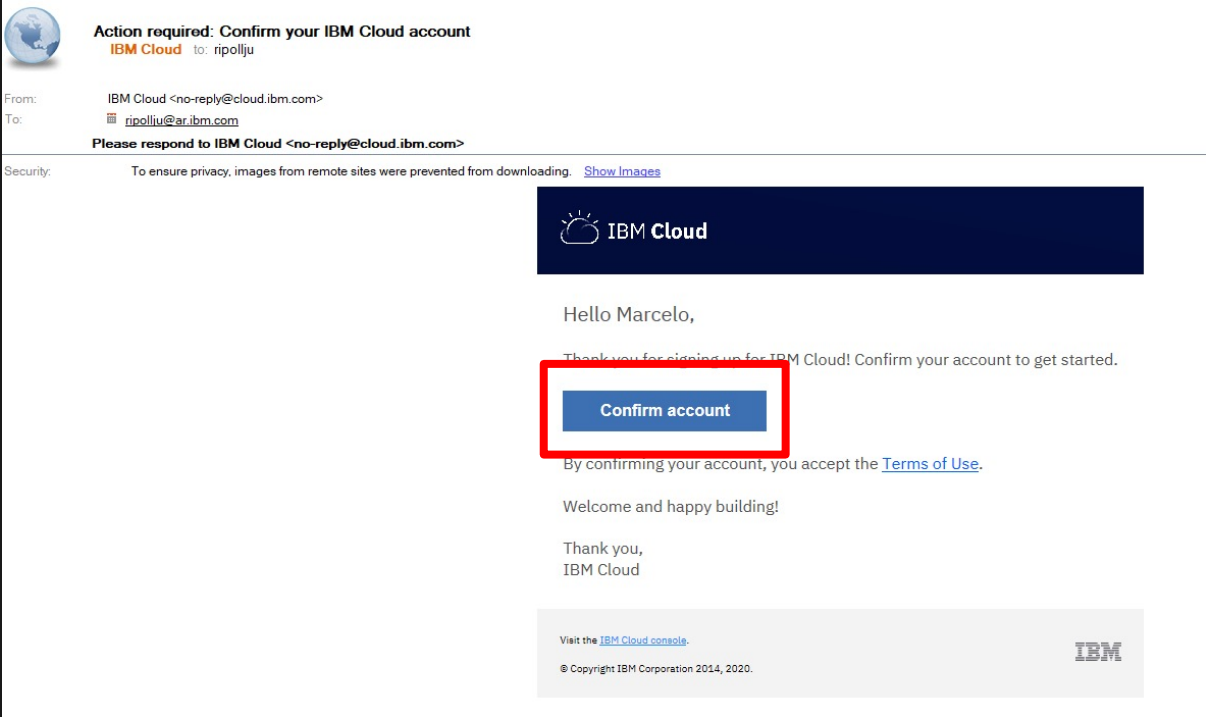 Action required: Confirm your IBM Cloud account
IBM Cloud to: ripollju
From: IBM Cloud <no-reply@cloud.ibm.com>
To: ripollju@ar.ibm.com
Please respond to IBM Cloud <no-reply@cloud.ibm.com>
Security: To ensure privacy, images from remote sites were prevented from downloading. Show Images
IBM Cloud
Hello Marcelo,
Thank you for signing up for IBM Cloud! Confirm your account to get started.
Confirm account
By confirming your account, you accept the Terms of Use.
Welcome and happy building!
Thank you,
IBM Cloud
Visit the IBM Cloud console.
IBM
© Copyright IBM Corporation 2014, 2020.